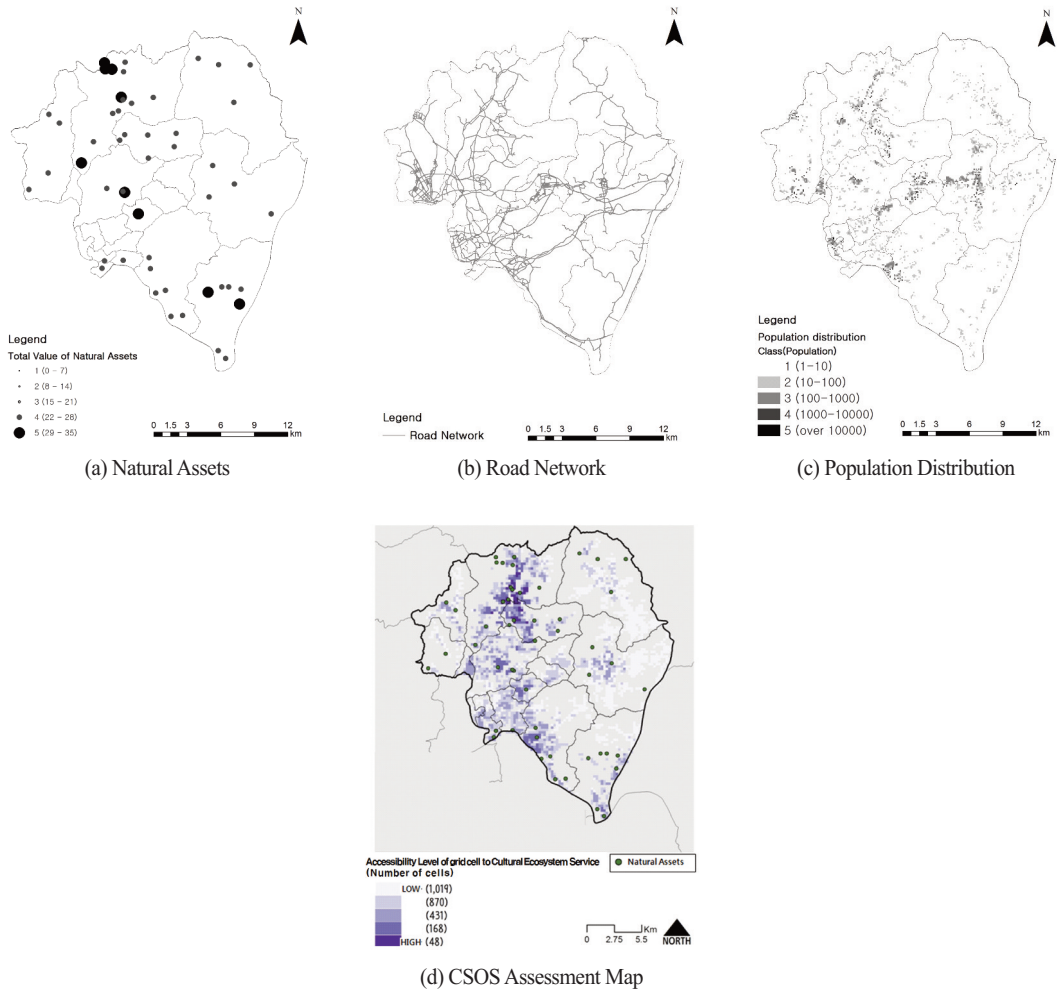 N
Legend
Total Value of Natural Assets
1 (0 - 7)
2 (8 - 14)
3 (15 - 21)
4 (22 - 28)
5 (29 - 35)
0 1.5 3 6 9 12
km
(a) Natural Assets
N
Legend
Road Network
0 1.5 3 6 9 12
km
(b) Road Network
N
Legend
Population distribution
Class(Population)
1 (1-10)
2 (10-100)
3 (100-1000)
4 (1000-10000)
5 (over 10000)
0 1.5 3 6 9 12
km
(c) Population Distribution
Accessibility Level of grid cell to Cultural Ecosystem Service
(Number of cells)
Natural Assets
LOW (1,019)
(870)
(431)
(168)
HIGH (48)
Km
0 2.75 5.5
NORTH
(d) CSOS Assessment Map